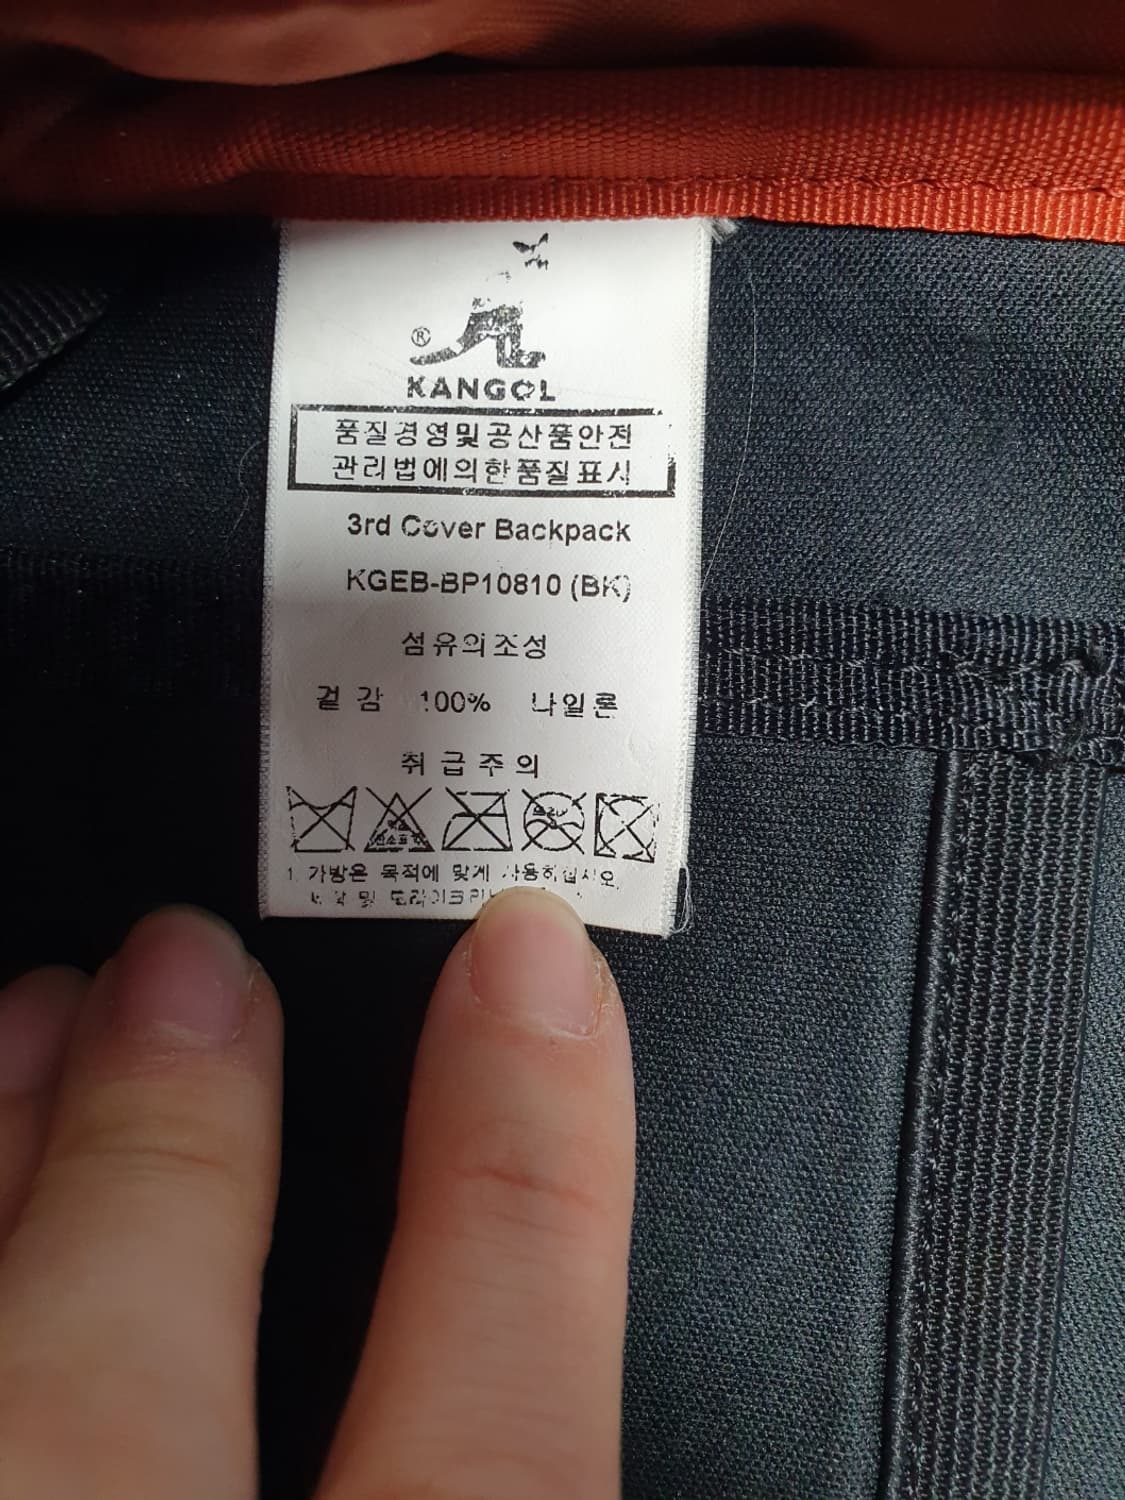 ®
KANGOL
품질경영및공산품안전
관리법에의한품질표시
3rd Cover Backpack
KGEB-BP10810 (BK)
섬유의조성
겉 감 100% 나일론
취 급 주 의
1. 가방은 목적에 맞게 사용하십시오.
및